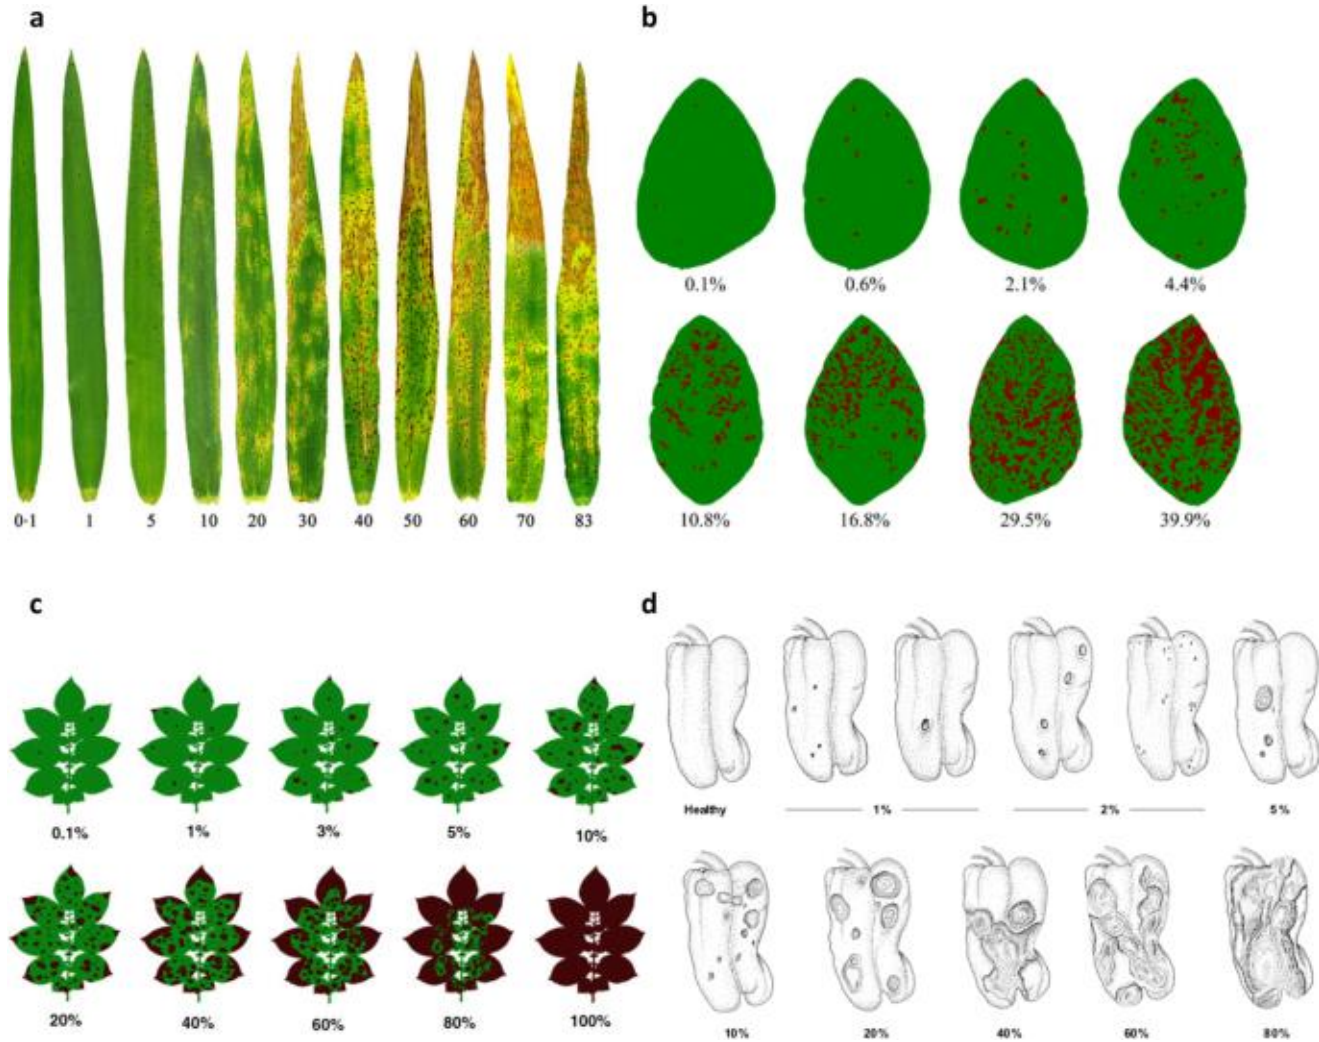 a
0-1 1 5 10 20 30 40 50 60 70 83
b
0.1% 0.6% 2.1% 4.4%
10.8% 16.8% 29.5% 39.9%
c
0.1% 1% 3% 5% 10%
20% 40% 60% 80% 100%
d
Healthy 1% 2% 5%
10% 20% 40% 60% 80%